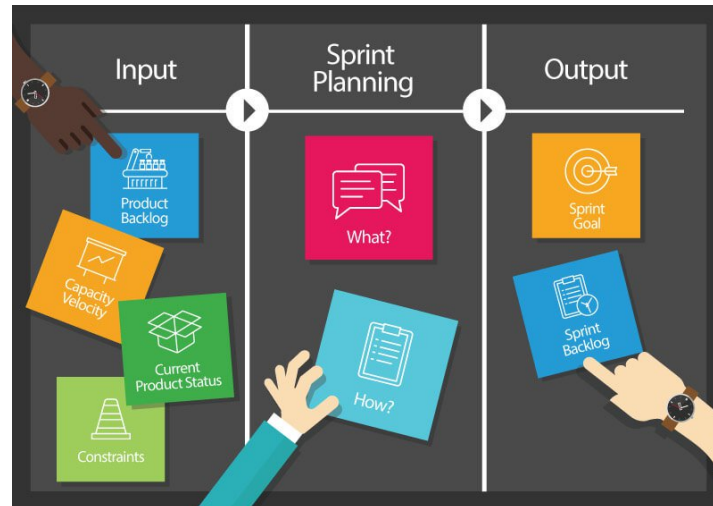 Input
Sprint
Planning
Output
Product
Backlog
Capacity
Velocity
Current
Product Status
Constraints
What?
How?
Sprint
Goal
Sprint
Backlog